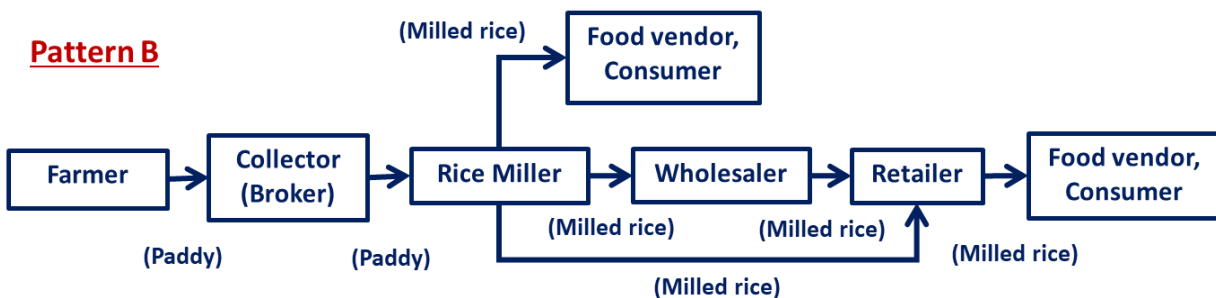 Pattern B
(Milled rice)
Food vendor,
Consumer
Farmer
Collector
(Broker)
Rice Miller
Wholesaler
Retailer
Food vendor,
Consumer
(Paddy)
(Paddy)
(Milled rice)
(Milled rice)
(Milled rice)
(Milled rice)